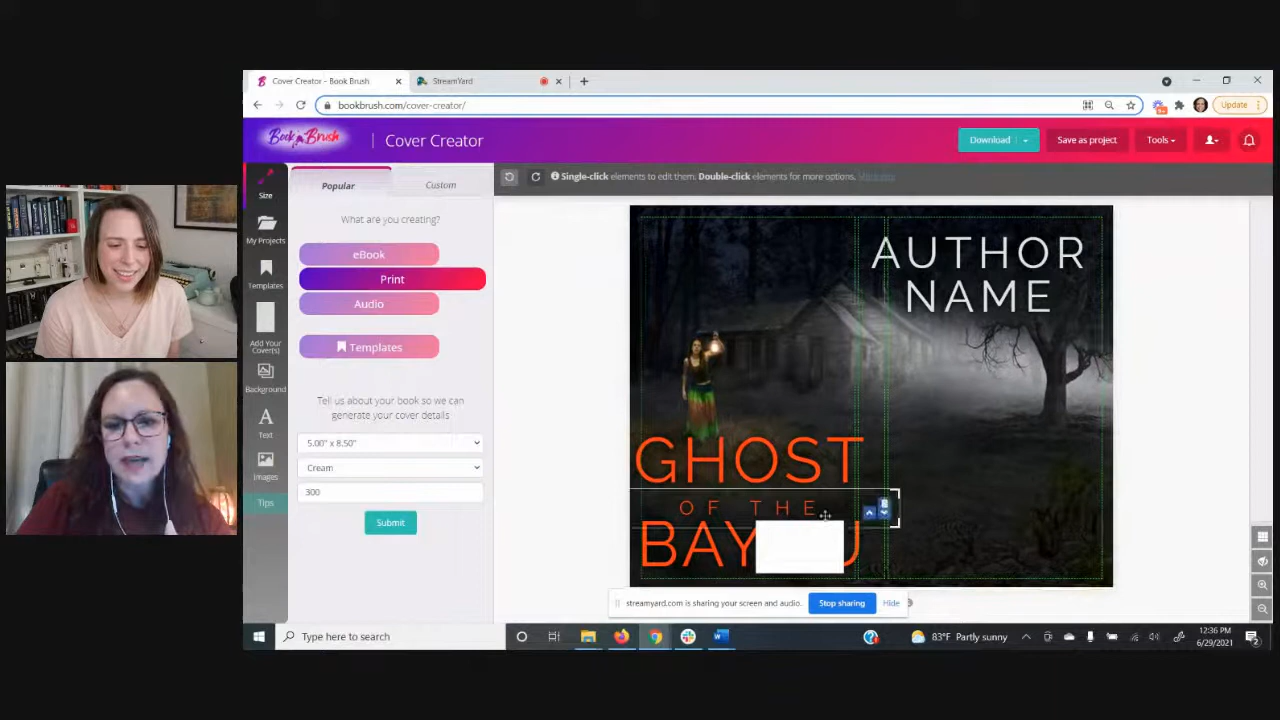 Cover Creator - Book Brush
StreamYard
bookbrush.com/cover-creator/
Update
Book Brush
Cover Creator
Download
Save as project
Tools
Size
My Projects
Templates
Add Your
Cover(s)
Background
Text
Images
Tips
Popular
Custom
What are you creating?
eBook
Print
Audio
Templates
Tell us about your book so we can
generate your cover details
5.00" x 8.50"
Cream
300
Submit
Single-click elements to edit them. Double-click elements for more options.
AUTHOR
NAME
GHOST
OF THE
streamyard.com is sharing your screen and audio.
Stop sharing
Hide
Type here to search
83°F Partly sunny
12:36 PM
6/29/2021
2